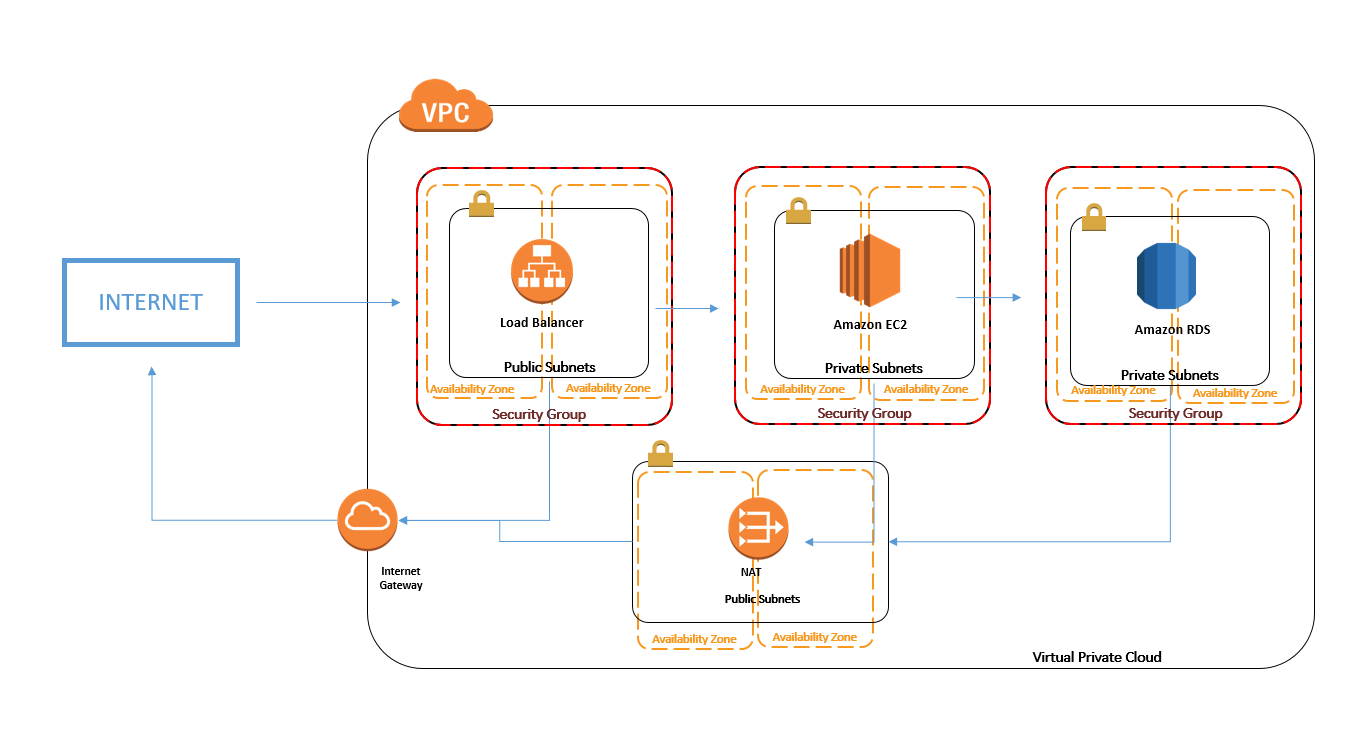 VPC
INTERNET
Load Balancer
Public Subnets
Availability Zone
Availability Zone
Security Group
Amazon EC2
Private Subnets
Availability Zone
Availability Zone
Security Group
Amazon RDS
Private Subnets
Availability Zone
Availability Zone
Security Group
Internet
Gateway
NAT
Public Subnets
Availability Zone
Availability Zone
Virtual Private Cloud